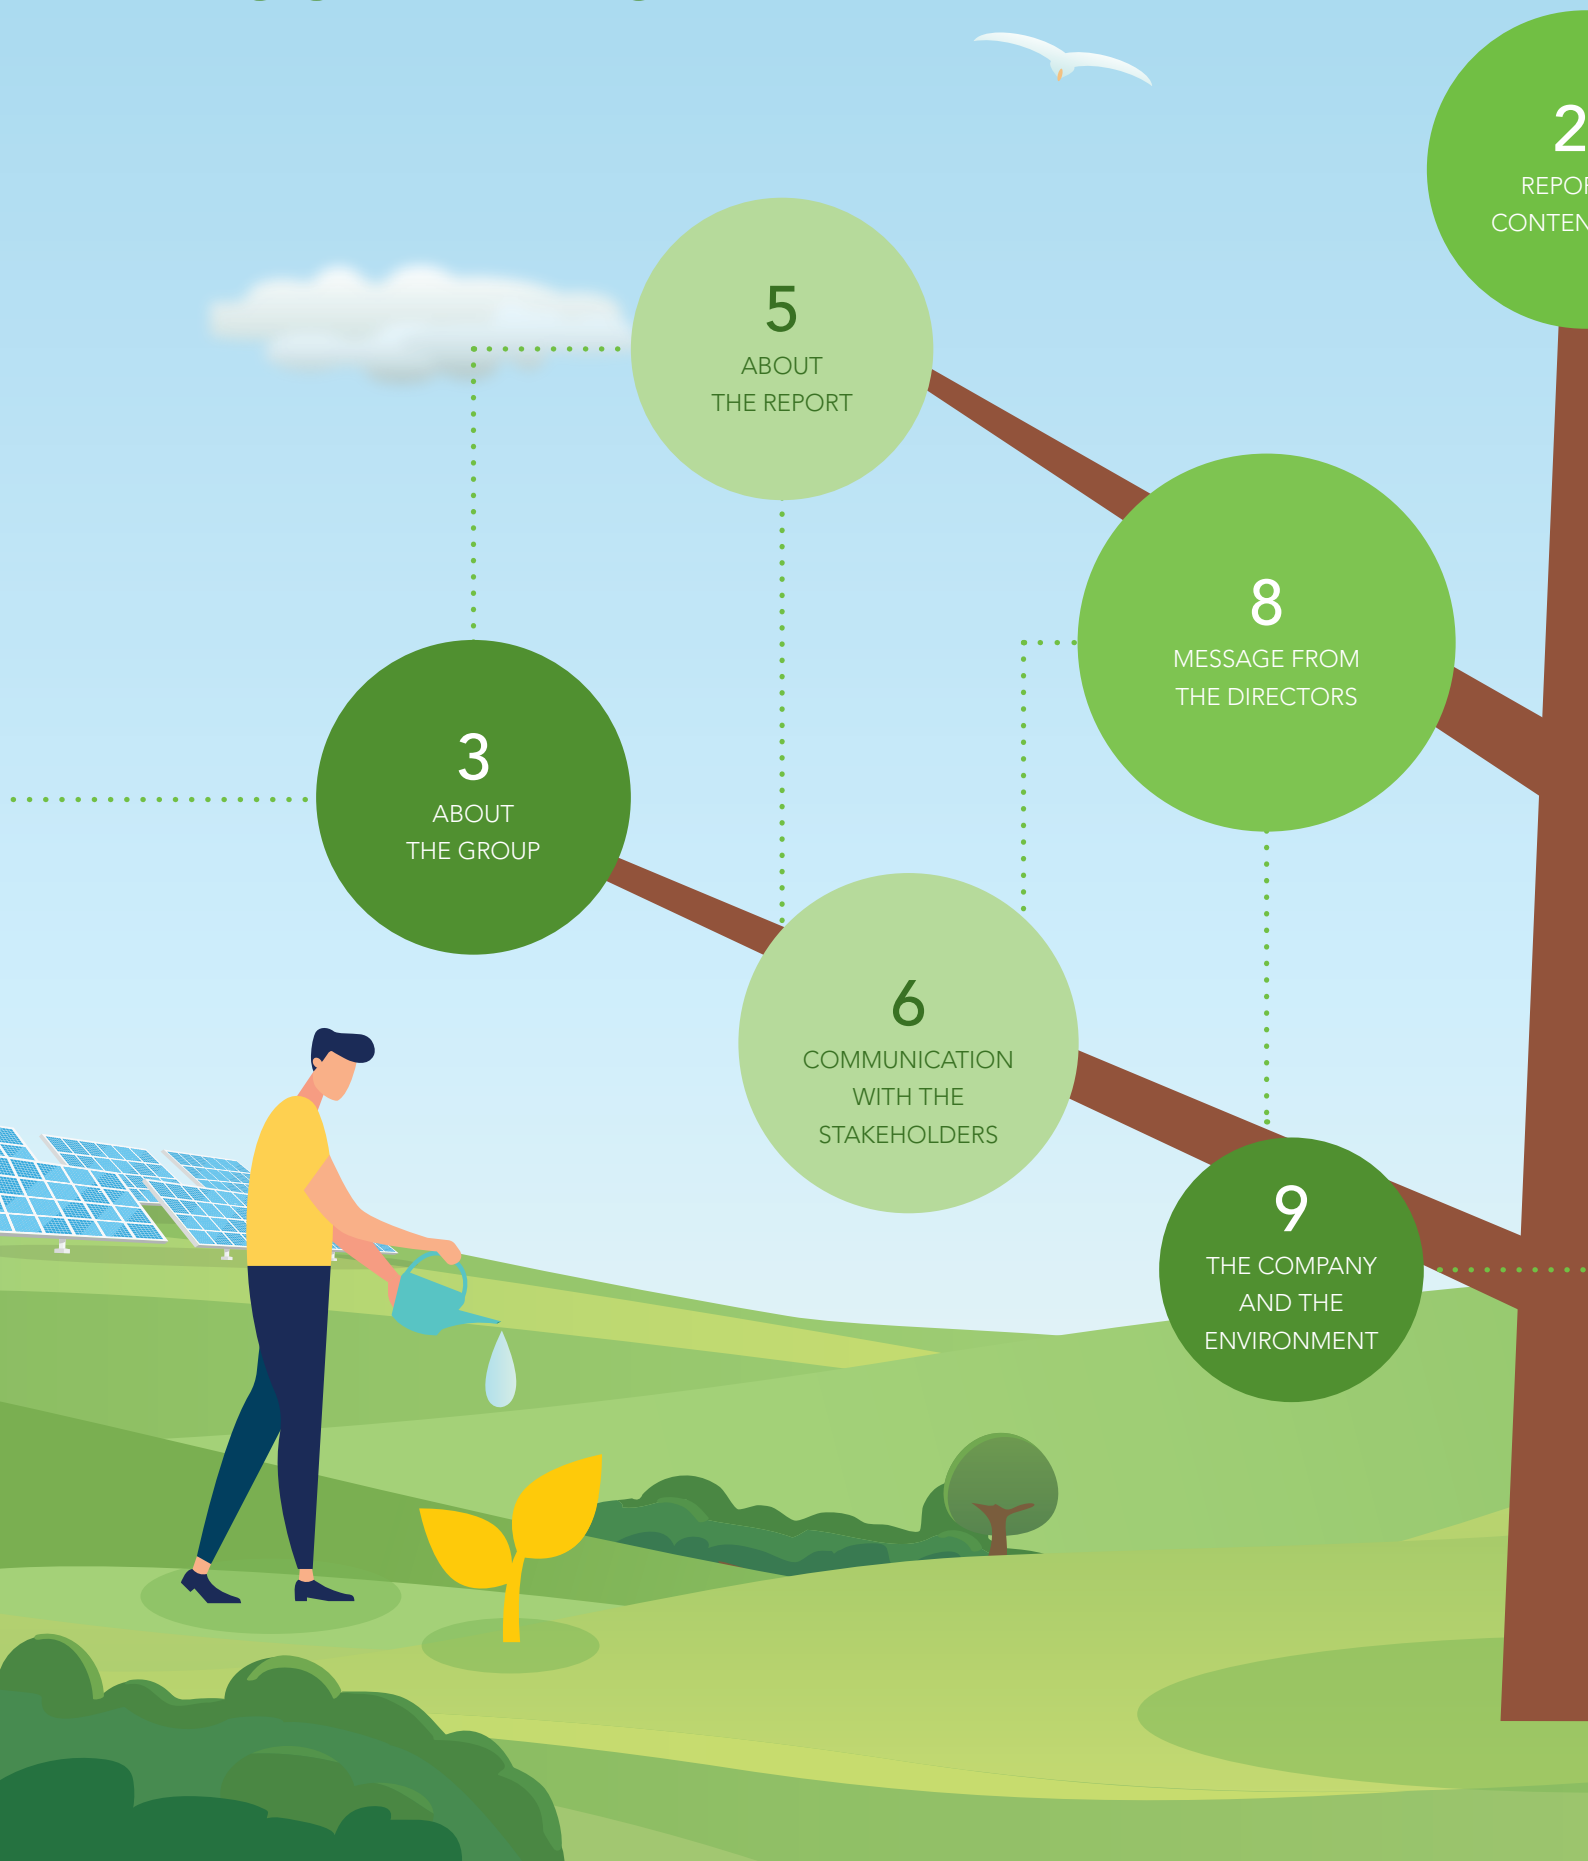 2
5
ABOUT
THE REPORT
8
MESSAGE FROM
THE DIRECTORS
3
ABOUT
THE GROUP
6
COMMUNICATION
WITH THE
STAKEHOLDERS
9
THE COMPANY
AND THE
ENVIRONMENT